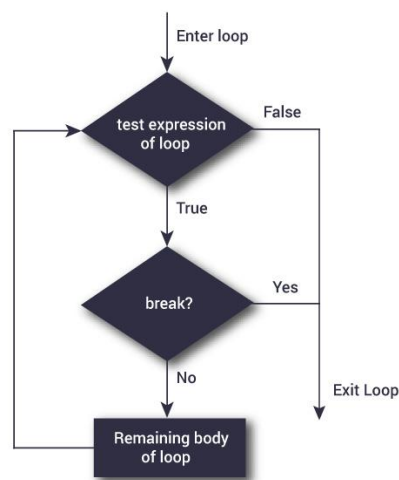 Enter loop
test expression
of loop
False
True
break?
Yes
No
Exit Loop
Remaining body
of loop